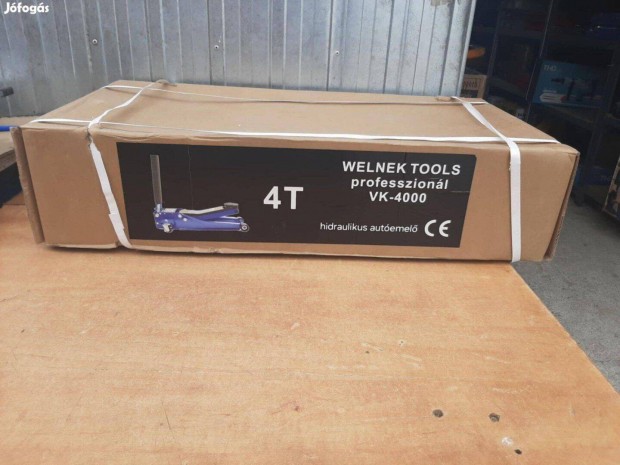 Jófogás
4T
WELNEK TOOLS
professzionál
VK-4000
hidraulikus autóemelő CE